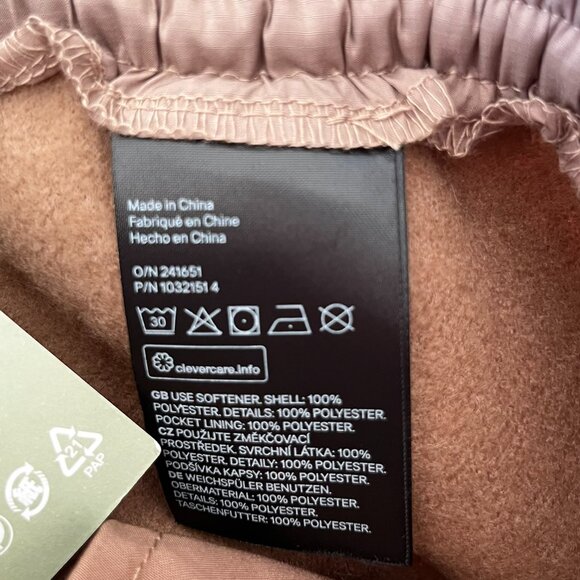 Made in China
Fabriqué en Chine
Hecho en China
O/N 241651
P/N 1032151 4
30
clevercare.info
GB USE SOFTENER. SHELL: 100%
POLYESTER. DETAILS: 100% POLYESTER.
POCKET LINING: 100% POLYESTER
CZ POUŽIJTE ZMĚKČOVACÍ
PROSTŘEDEK. SVRCHNÍ LÁTKA: 100%
POLYESTER. DETAILY: 100% POLYESTER.
PODŠÍVKA KAPSY: 100% POLYESTER
DE WEICHSPÜLER BENUTZEN.
OBERMATERIAL: 100% POLYESTER.
DETAILS: 100% POLYESTER.
TASCHENFUTTER: 100% POLYESTER
21
PAP